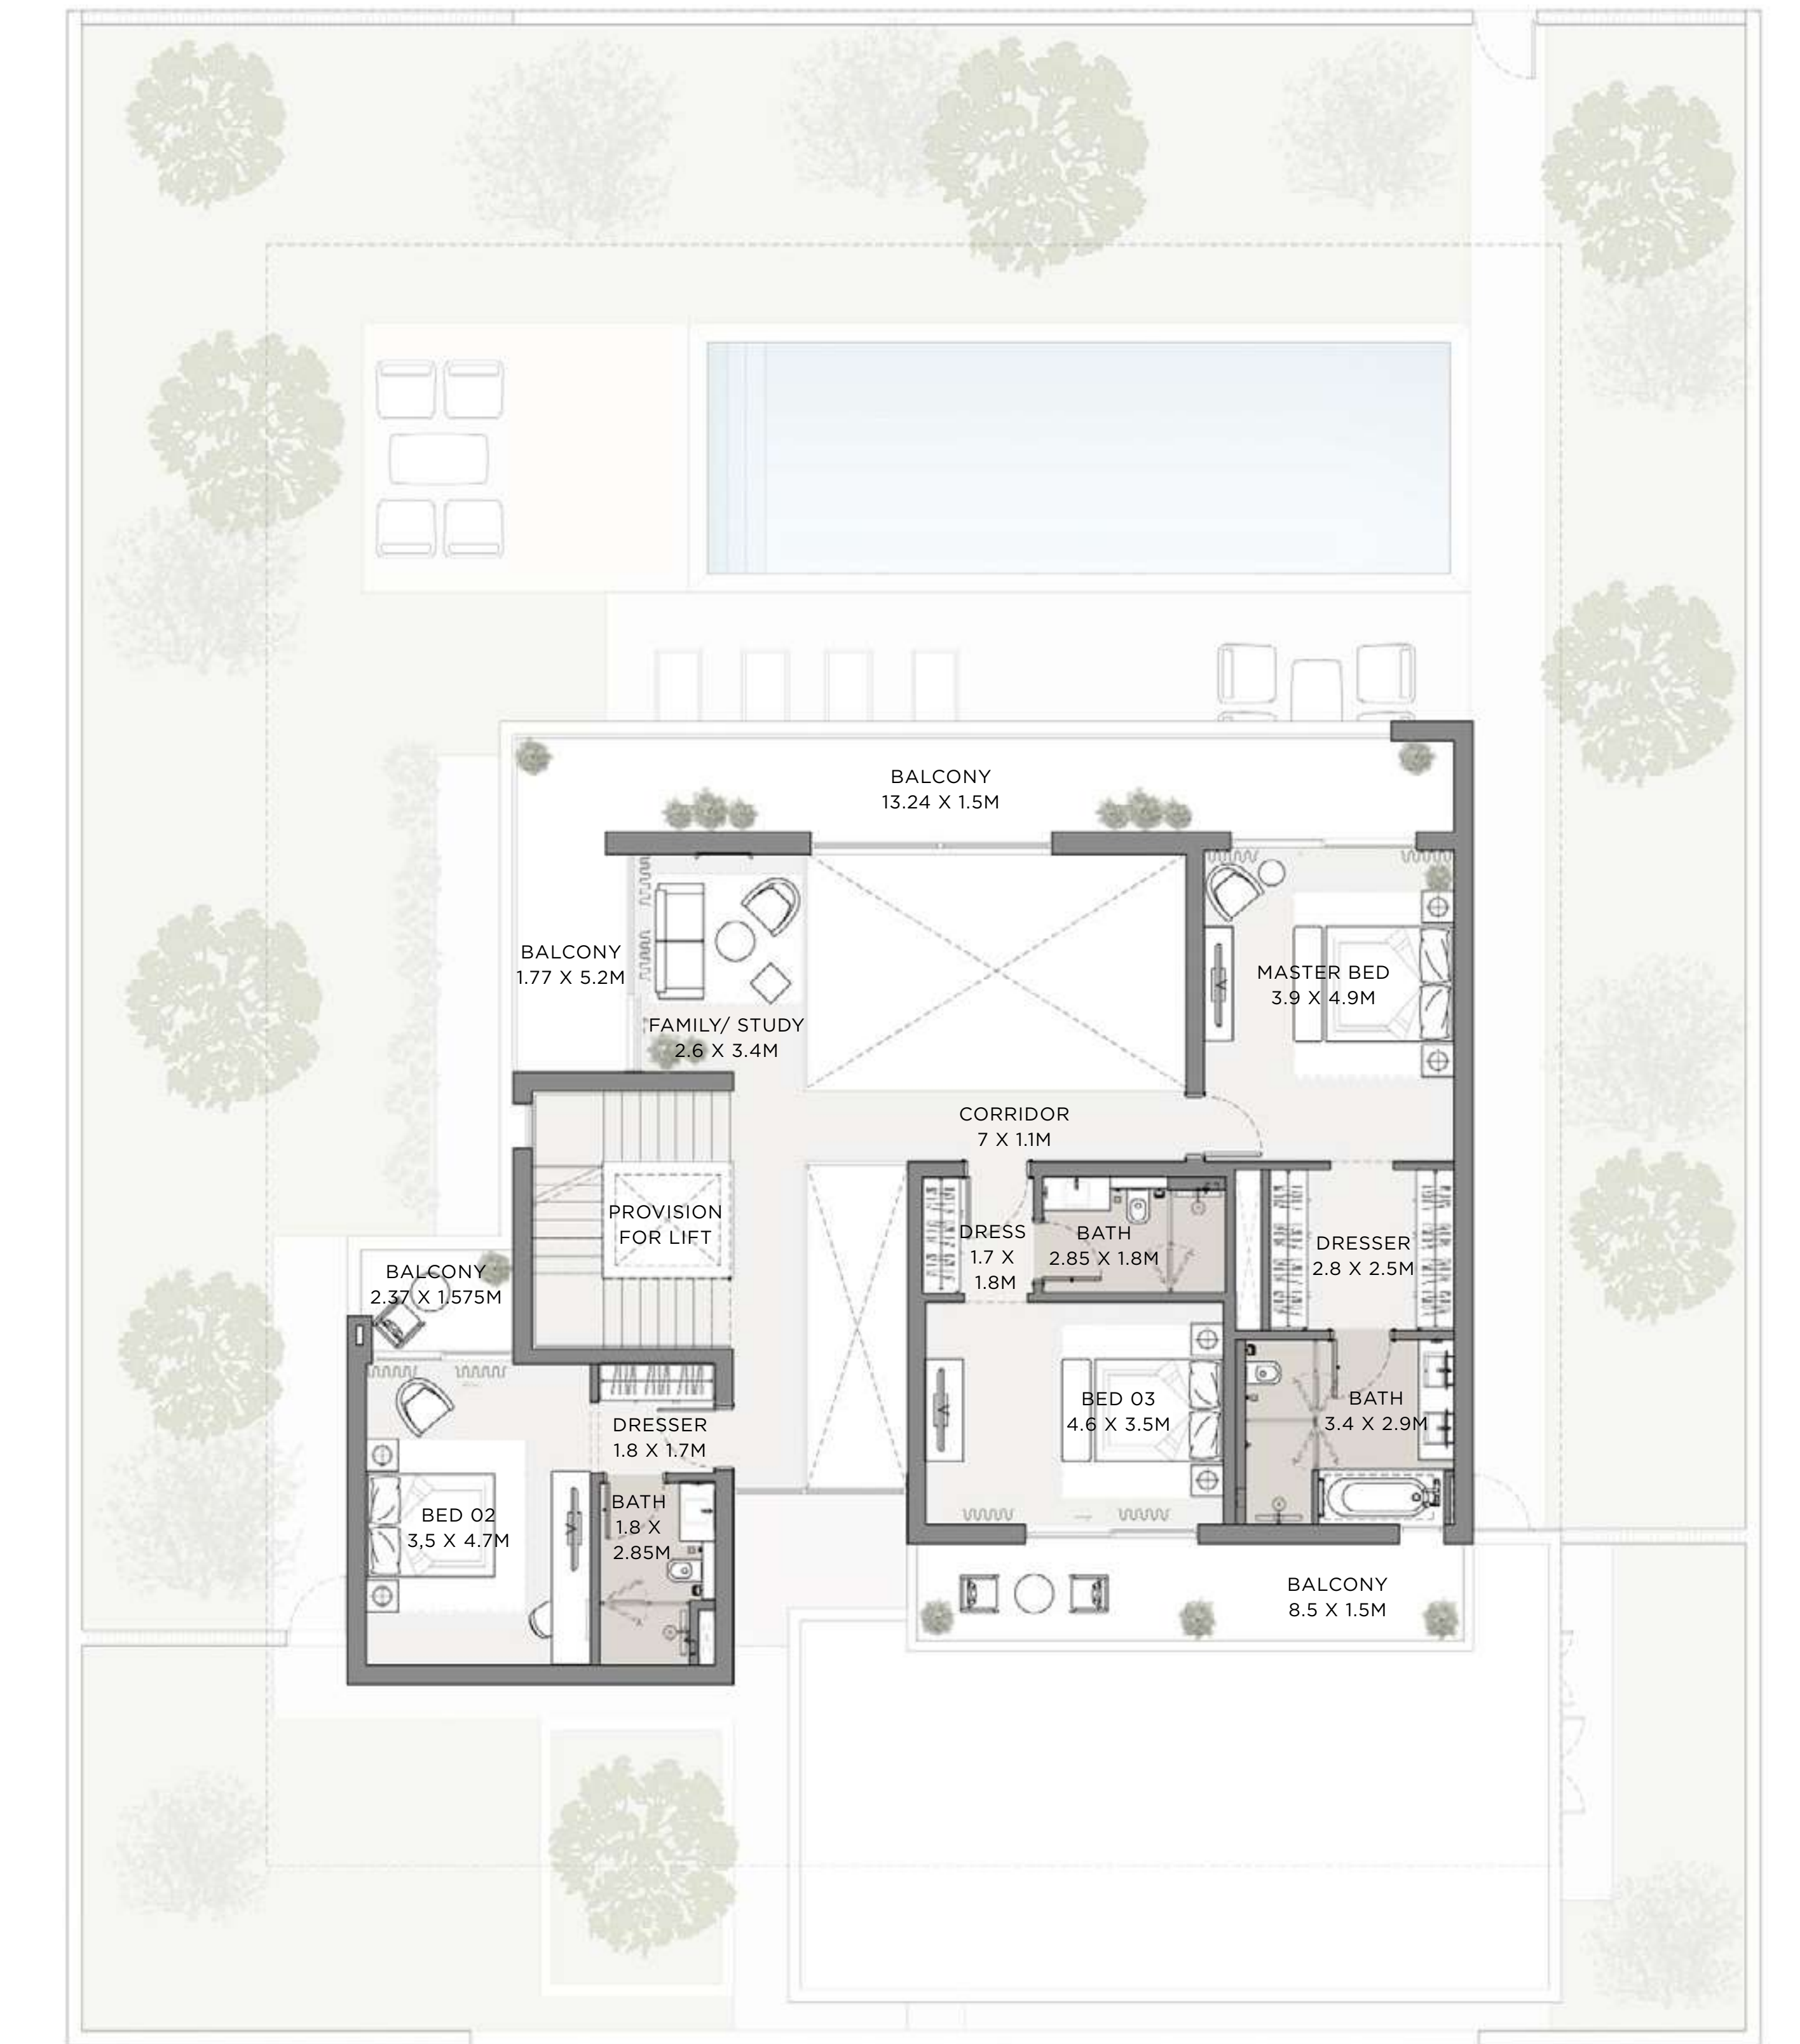 BALCONY
13.24 X 1.5M
BALCONY
1.77 X 5.2M
FAMILY/ STUDY
2.6 X 3.4M
MASTER BED
3.9 X 4.9M
CORRIDOR
7 X 1.1M
PROVISION
FOR LIFT
DRESS
1.7 X
1.8M
BATH
2.85 X 1.8M
DRESSER
2.8 X 2.5M
BALCONY
2.37 X 1.575M
BED 03
4.6 X 3.5M
BATH
3.4 X 2.9M
DRESSER
1.8 X 1.7M
BED 02
3,5 X 4.7M
BATH
1.8 X
2.85M
BALCONY
8.5 X 1.5M